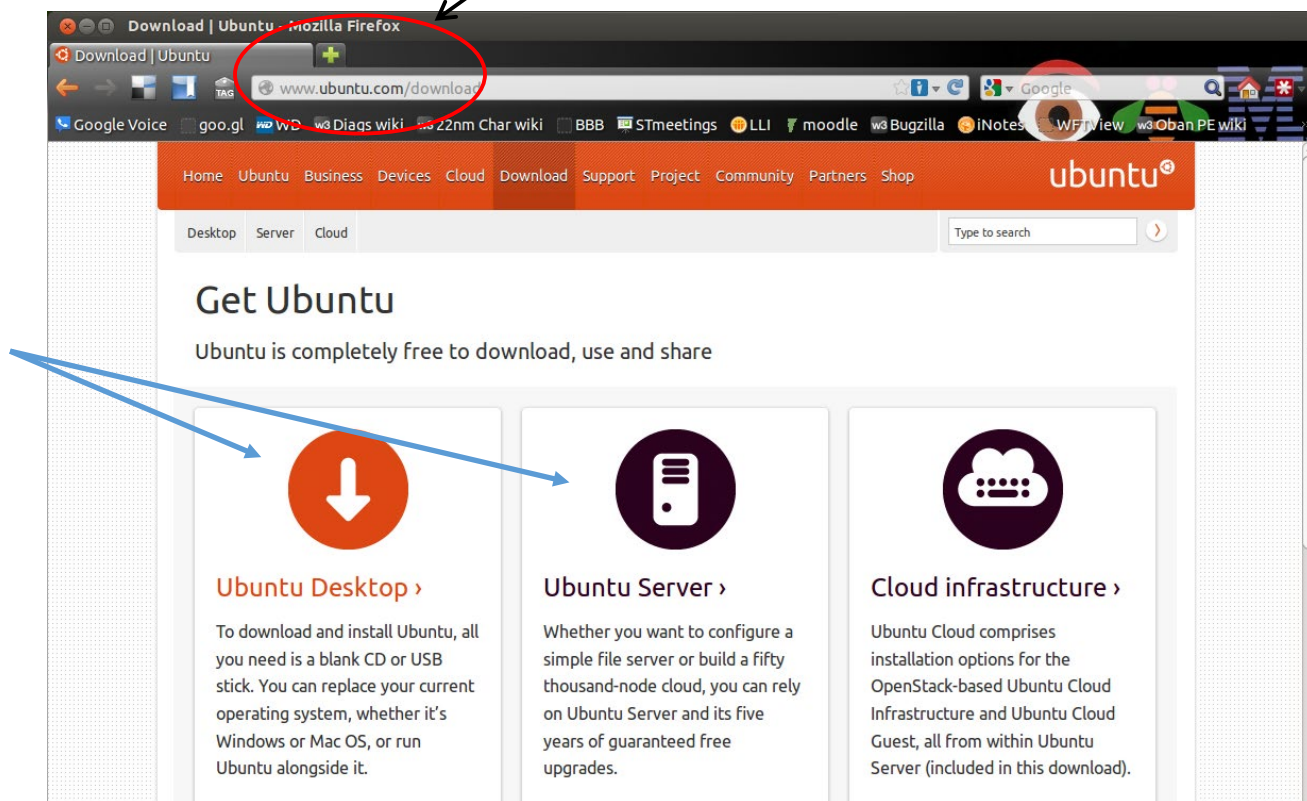 Download | Ubuntu - Mozilla Firefox
Download | Ubuntu
TAG www.ubuntu.com/download Google
Google Voice goo.gl WD WD w3 Diags wiki w3 22nm Char wiki BBB STmeetings LLI moodle w3 Bugzilla iNotes WFTView w3 Oban PE wiki
Home Ubuntu Business Devices Cloud Download Support Project Community Partners Shop ubuntu
Desktop Server Cloud Type to search
Get Ubuntu
Ubuntu is completely free to download, use and share
Ubuntu Desktop ›
To download and install Ubuntu, all
you need is a blank CD or USB
stick. You can replace your current
operating system, whether it’s
Windows or Mac OS, or run
Ubuntu alongside it.
Ubuntu Server ›
Whether you want to configure a
simple file server or build a fifty
thousand-node cloud, you can rely
on Ubuntu Server and its five
years of guaranteed free
upgrades.
Cloud infrastructure ›
Ubuntu Cloud comprises
installation options for the
OpenStack-based Ubuntu Cloud
Infrastructure and Ubuntu Cloud
Guest, all from within Ubuntu
Server (included in this download).